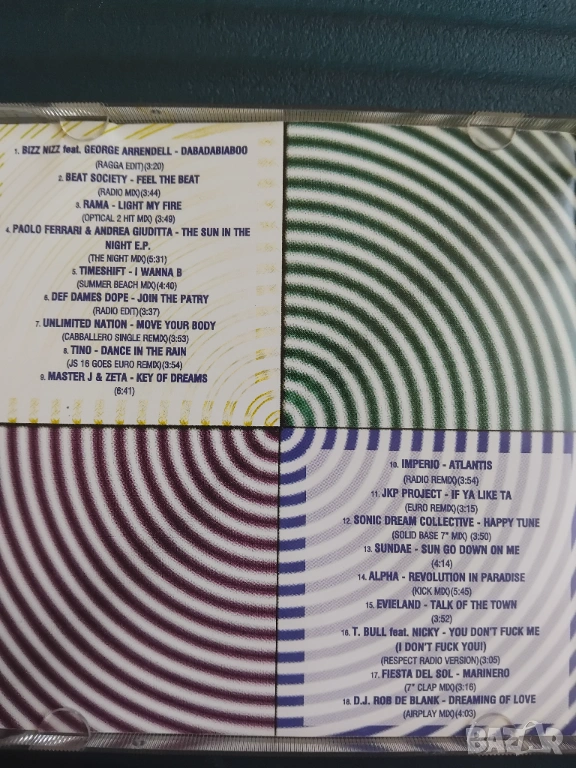 1. BIZZ NIZZ feat. GEORGE ARRENDELL - DABADABIABOO
(RAGGA EDIT)(3:20)
2. BEAT SOCIETY - FEEL THE BEAT
(RADIO MIX)(3:44)
3. RAMA - LIGHT MY FIRE
(OPTICAL 2 HIT MIX) (3:49)
4. PAOLO FERRARI & ANDREA GIUDITTA - THE SUN IN THE
NIGHT E.P.
(THE NIGHT MIX)(5:31)
5. TIMESHIFT - I WANNA B
(SUMMER BEACH MIX)(4:40)
6. DEF DAMES DOPE - JOIN THE PATRY
(RADIO EDIT)(3:37)
7. UNLIMITED NATION - MOVE YOUR BODY
(CABBALLERO SINGLE REMIX)(3:53)
8. TINO - DANCE IN THE RAIN
(JS 16 GOES EURO REMIX)(3:54)
9. MASTER J & ZETA - KEY OF DREAMS
(6:41)
10. IMPERIO - ATLANTIS
(RADIO REMIX)(3:54)
11. JKP PROJECT - IF YA LIKE TA
(EURO REMIX)(3:15)
12. SONIC DREAM COLLECTIVE - HAPPY TUNE
(SOLID BASE 7" MIX) (3:50)
13. SUNDAE - SUN GO DOWN ON ME
(4:14)
14. ALPHA - REVOLUTION IN PARADISE
(KICK MIX)(5:45)
15. EVIELAND - TALK OF THE TOWN
(3:52)
16. T. BULL feat. NICKY - YOU DON'T FUCK ME
(I DON'T FUCK YOU!)
(RESPECT RADIO VERSION)(3:05)
17. FIESTA DEL SOL - MARINERO
(7" CLAP MIX)(3:16)
18. D.J. ROB DE BLANK - DREAMING OF LOVE
(AIRPLAY MIX)(4:03)
BAZAR